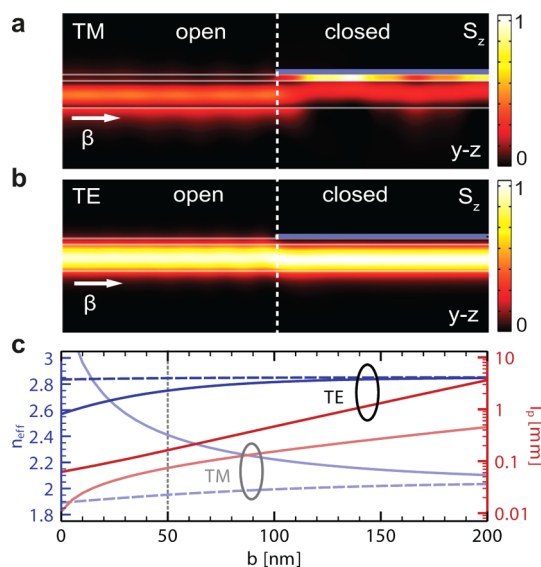 a
TM open closed S_z 1
β
y-z 0
b
TE open closed S_z 1
β
y-z 0
c
3 10
2.8 TE
2.6 1
n_eff l_p [mm]
2.4
2.2 TM 0.1
2
1.8 0.01
0 50 100 150 200
b [nm]